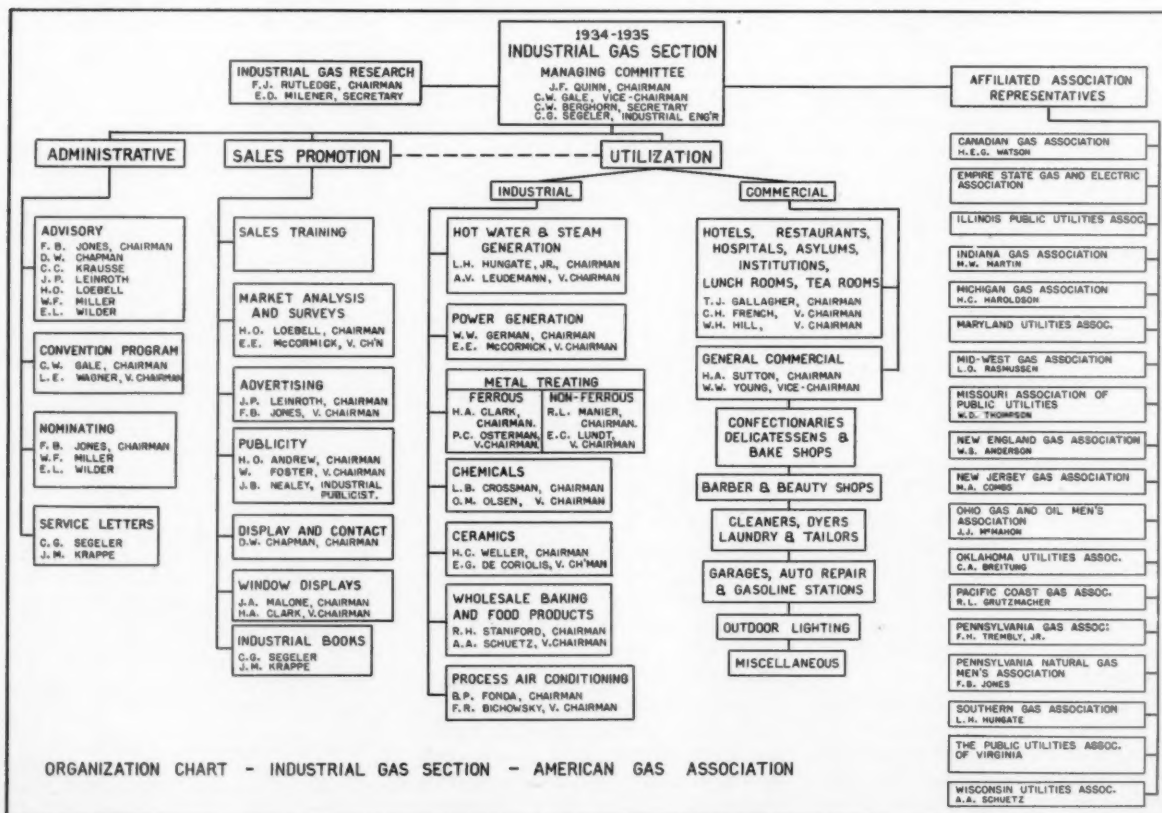 1934-1935
INDUSTRIAL GAS SECTION
MANAGING COMMITTEE
J.F. QUINN, CHAIRMAN
C.W. GALE, VICE-CHAIRMAN
C.W. BERGHORN, SECRETARY
C.G. SEGELER, INDUSTRIAL ENG'R
INDUSTRIAL GAS RESEARCH
F.J. RUTLEDGE, CHAIRMAN
E.D. MILENER, SECRETARY
AFFILIATED ASSOCIATION
REPRESENTATIVES
ADMINISTRATIVE
SALES PROMOTION
UTILIZATION
INDUSTRIAL
COMMERCIAL
ADVISORY
F. B. JONES, CHAIRMAN
D.W. CHAPMAN
C.C. KRAUSSE
J.P. LEINROTH
H.O. LOEBELL
W.F. MILLER
E.L. WILDER
CONVENTION PROGRAM
C.W. GALE, CHAIRMAN
L.E. WAGNER, V.CHAIRMAN
NOMINATING
F.B. JONES, CHAIRMAN
W.F. MILLER
E.L. WILDER
SERVICE LETTERS
C.G. SEGELER
J.M. KRAPPE
SALES TRAINING
MARKET ANALYSIS
AND SURVEYS
H.O. LOEBELL, CHAIRMAN
E.E. McCORMICK, V. CH'N
ADVERTISING
J.P. LEINROTH, CHAIRMAN
F.B. JONES, V. CHAIRMAN
PUBLICITY
H.O. ANDREW, CHAIRMAN
W. FOSTER, V.CHAIRMAN
J.B. NEALEY, INDUSTRIAL
PUBLICIST.
DISPLAY AND CONTACT
D.W. CHAPMAN, CHAIRMAN
WINDOW DISPLAYS
J.A. MALONE, CHAIRMAN
H.A. CLARK, V.CHAIRMAN
INDUSTRIAL BOOKS
C.G. SEGELER
J.M. KRAPPE
HOT WATER & STEAM
GENERATION
L.H. HUNGATE, JR., CHAIRMAN
A.V. LEUDEMANN, V.CHAIRMAN
POWER GENERATION
W.W. GERMAN, CHAIRMAN
E.E. McCORMICK, V.CHAIRMAN
METAL TREATING
FERROUS
H.A. CLARK,
CHAIRMAN.
P.C. OSTERMAN,
V.CHAIRMAN.
NON-FERROUS
R.L. MANIER,
CHAIRMAN.
E.C. LUNDT,
V.CHAIRMAN
CHEMICALS
L.B. CROSSMAN, CHAIRMAN
O.M. OLSEN, V. CHAIRMAN
CERAMICS
H.C. WELLER, CHAIRMAN
E.G. DE CORIOLIS, V. CH'MAN
WHOLESALE BAKING
AND FOOD PRODUCTS
R.H. STANIFORD, CHAIRMAN
A.A. SCHUETZ, V.CHAIRMAN
PROCESS AIR CONDITIONING
B.P. FONDA, CHAIRMAN
F.R. BICHOWSKY, V. CHAIRMAN
HOTELS, RESTAURANTS,
HOSPITALS, ASYLUMS,
INSTITUTIONS,
LUNCH ROOMS, TEA ROOMS
T.J. GALLAGHER, CHAIRMAN
C.H. FRENCH, V. CHAIRMAN
W.H. HILL, V. CHAIRMAN
GENERAL COMMERCIAL
H.A. SUTTON, CHAIRMAN
W.W. YOUNG, VICE-CHAIRMAN
CONFECTIONARIES
DELICATESSENS &
BAKE SHOPS
BARBER & BEAUTY SHOPS
CLEANERS, DYERS
LAUNDRY & TAILORS
GARAGES, AUTO REPAIR
& GASOLINE STATIONS
OUTDOOR LIGHTING
MISCELLANEOUS
CANADIAN GAS ASSOCIATION
H.E.G. WATSON
EMPIRE STATE GAS AND ELECTRIC
ASSOCIATION
ILLINOIS PUBLIC UTILITIES ASSOC.
INDIANA GAS ASSOCIATION
M.W. MARTIN
MICHIGAN GAS ASSOCIATION
H.C. HAROLDSON
MARYLAND UTILITIES ASSOC.
MID-WEST GAS ASSOCIATION
L.O. RASMUSSEN
MISSOURI ASSOCIATION OF
PUBLIC UTILITIES
W.D. THOMPSON
NEW ENGLAND GAS ASSOCIATION
W.S. ANDERSON
NEW JERSEY GAS ASSOCIATION
M.A. COMBS
OHIO GAS AND OIL MEN'S
ASSOCIATION
J.J. McMAHON
OKLAHOMA UTILITIES ASSOC.
C.A. BREITUNG
PACIFIC COAST GAS ASSOC.
R.L. GRUTZMACHER
PENNSYLVANIA GAS ASSOC:
F.H. TREMBLY, JR.
PENNSYLVANIA NATURAL GAS
MEN'S ASSOCIATION
F.B. JONES
SOUTHERN GAS ASSOCIATION
L.H. HUNGATE
THE PUBLIC UTILITIES ASSOC.
OF VIRGINIA
WISCONSIN UTILITIES ASSOC.
A.A. SCHUETZ
ORGANIZATION CHART - INDUSTRIAL GAS SECTION - AMERICAN GAS ASSOCIATION